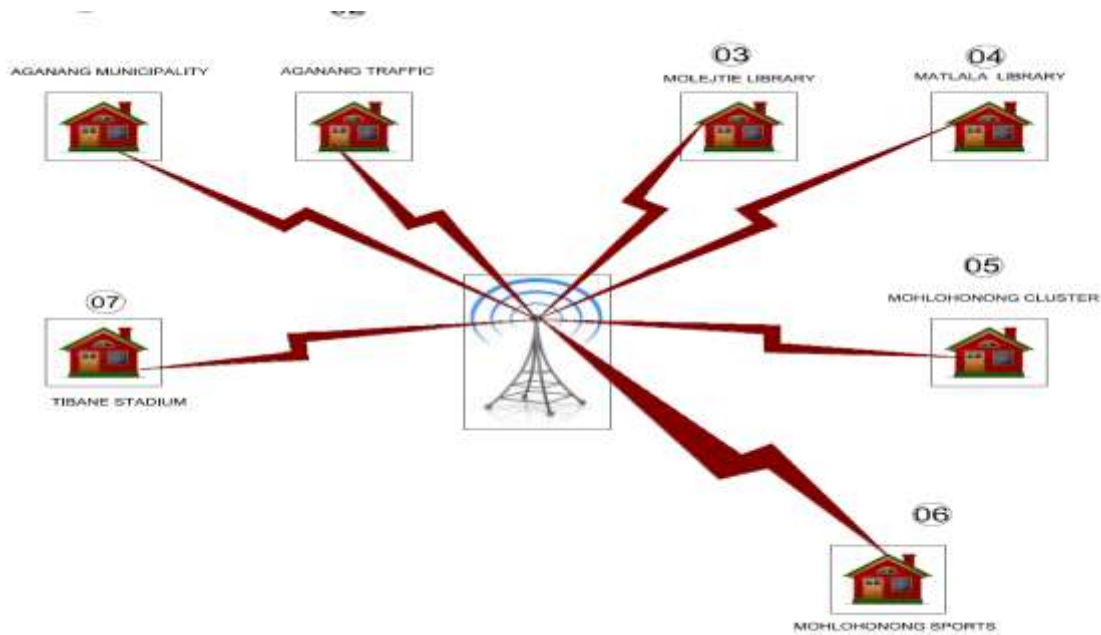 AGANANG MUNICIPALITY
AGANANG TRAFFIC
03
MOLEJTIE LIBRARY
04
MATLALA LIBRARY
05
MOHLOHONONG CLUSTER
07
TIBANE STADIUM
06
MOHLOHONONG SPORTS